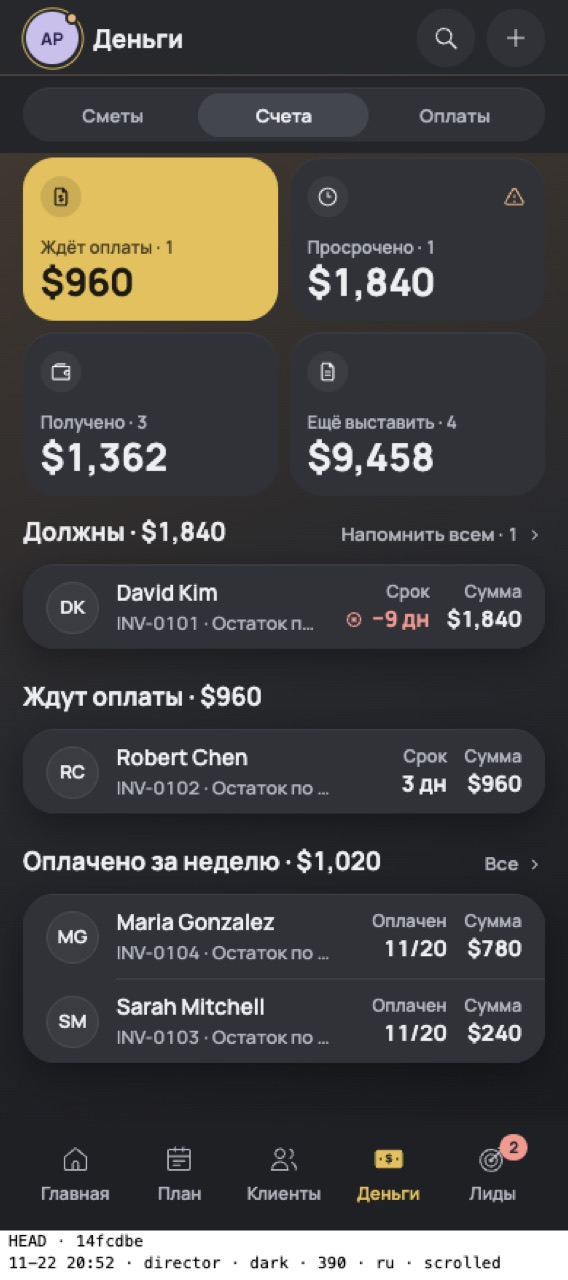 AP Деньги
Сметы Счета Оплаты
Ждёт оплаты · 1
$960
Просрочено · 1
$1,840
Получено · 3
$1,362
Ещё выставить · 4
$9,458
Должны · $1,840 Напомнить всем · 1 >
DK David Kim Срок Сумма
INV-0101 · Остаток п... −9 дн $1,840
Ждут оплаты · $960
RC Robert Chen Срок Сумма
INV-0102 · Остаток по ... 3 дн $960
Оплачено за неделю · $1,020 Все >
MG Maria Gonzalez Оплачен Сумма
INV-0104 · Остаток по ... 11/20 $780
SM Sarah Mitchell Оплачен Сумма
INV-0103 · Остаток по ... 11/20 $240
2
Главная План Клиенты Деньги Лиды
HEAD · 14fcdbe
11-22 20:52 · director · dark · 390 · ru · scrolled